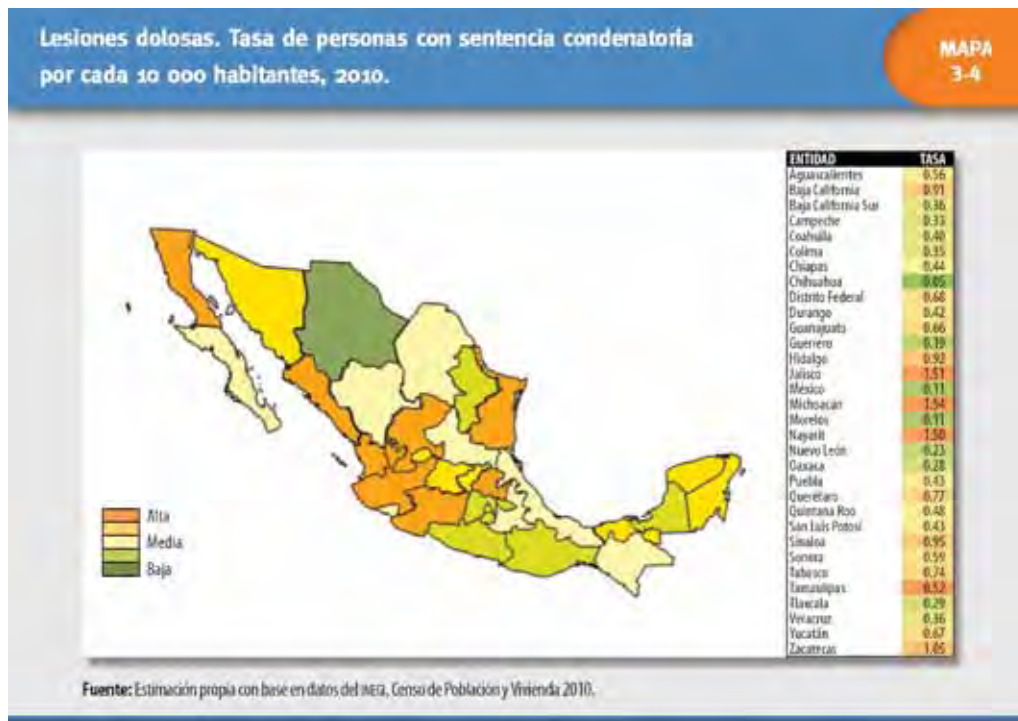 Lesiones dolosas. Tasa de personas con sentencia condenatoria
por cada 10 000 habitantes, 2010.
MAPA
3-4
ENTIDAD TASA
Aguascalientes 0.56
Baja California 0.91
Baja California Sur 0.36
Campeche 0.33
Coahuila 0.40
Colima 0.35
Chiapas 0.44
Chihuahua 0.05
Distrito Federal 0.68
Durango 0.42
Guanajuato 0.66
Guerrero 0.19
Hidalgo 0.92
Jalisco 1.51
México 0.11
Michoacán 1.54
Morelos 0.11
Nayarit 1.50
Nuevo León 0.23
Oaxaca 0.28
Puebla 0.43
Querétaro 0.77
Quintana Roo 0.48
San Luis Potosí 0.43
Sinaloa 0.95
Sonora 0.59
Tabasco 0.74
Tamaulipas 0.52
Tlaxcala 0.29
Veracruz 0.36
Yucatán 0.67
Zacatecas 1.05
Alta
Media
Baja
Fuente: Estimación propia con base en datos del INEGI, Censo de Población y Vivienda 2010.